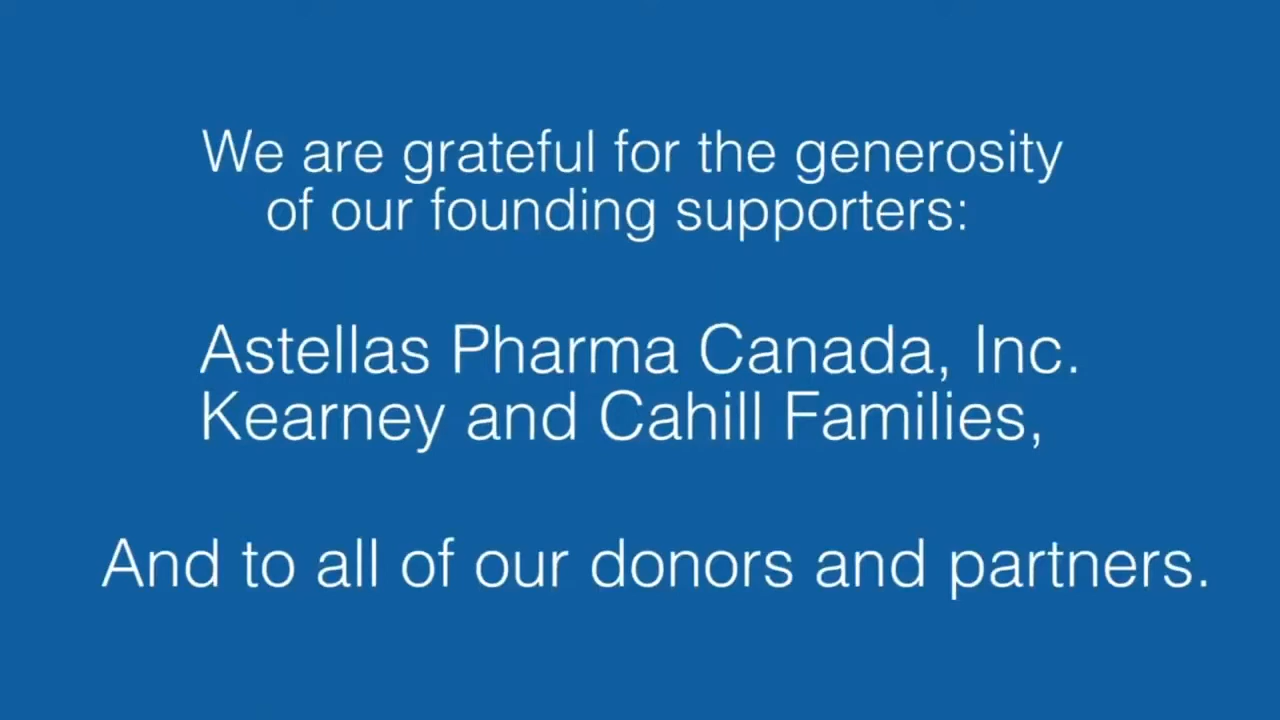 We are grateful for the generosity
of our founding supporters:
Astellas Pharma Canada, Inc.
Kearney and Cahill Families,
And to all of our donors and partners.